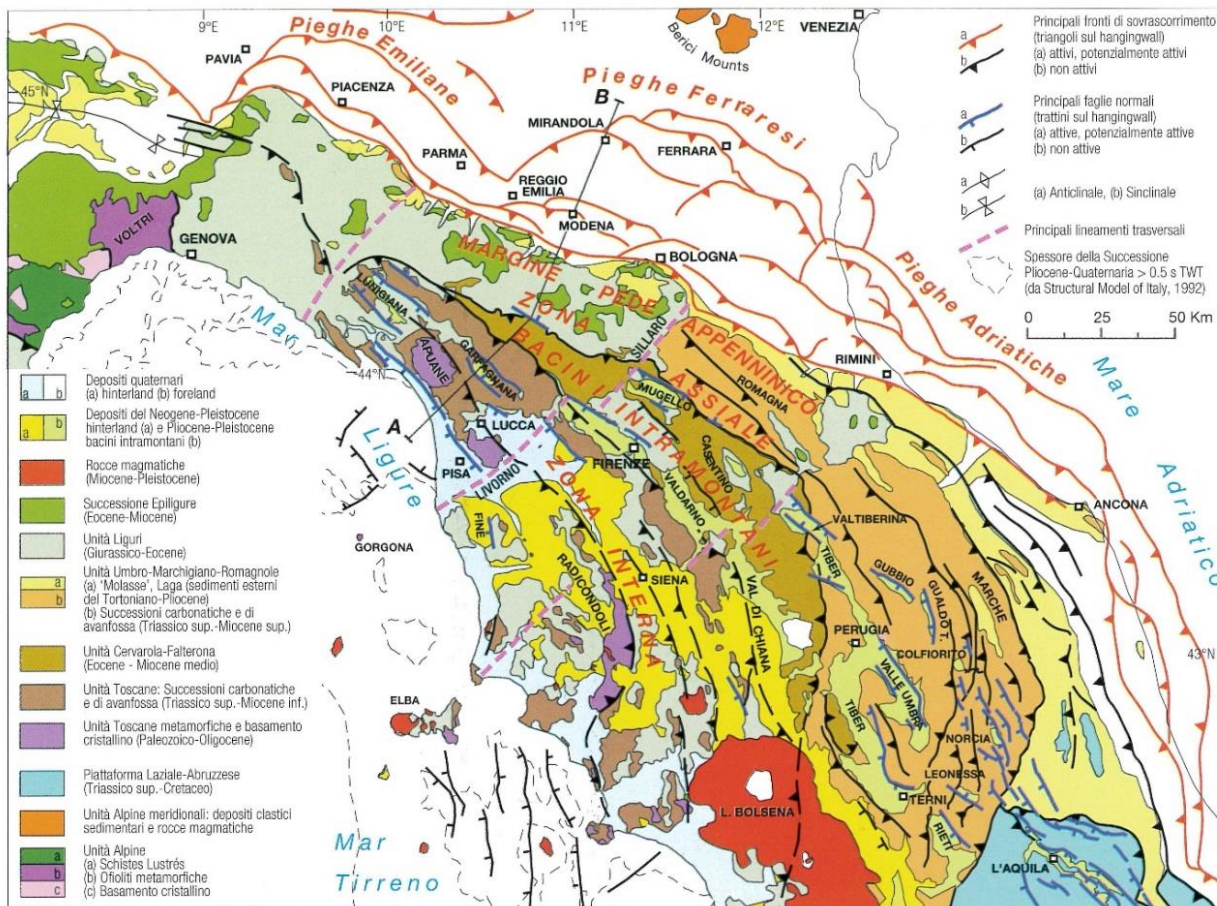 9°E
10°
11°
12°
VENEZIA
PAVIA
Pieghe Emiliane
Berici Mounts
45°N
PIACENZA
B
Pieghe Ferraresi
MIRANDOLA
PARMA
FERRARA
REGGIO
EMILIA
MODENA
VOLTRI
GENOVA
BOLOGNA
MARGINE PEDE APPENNINICO
Pieghe Adriatiche
Mar Ligure
UNIGIANA
ZONA ASSIALE
SILLARO
RIMINI
44°N
APUANE
GARFAGNANA
BACINI INTRAMONTANI
MUGELLO
ROMAGNA
Mare Adriatico
A
LUCCA
PISA
LIVORNO
FIRENZE
CASENTINO
ZONA INTERNA
VALDARNO
ANCONA
FINE
VALTIBERINA
GORGONA
TIBER
GUBBIO
RADICONDOLI
SIENA
GUALDO T.
MARCHE
VAL DI CHIANA
PERUGIA
COLFIORITO
43°N
ELBA
VALLE UMBRA
TIBER
NORCIA
LEONESSA
L. BOLSENA
TERNI
RIETI
Mar
Tirreno
L'AQUILA
a
b
Principali fronti di sovrascorrimento
(triangoli sul hangingwall)
(a) attivi, potenzialmente attivi
(b) non attivi
a
b
Principali faglie normali
(trattini sul hangingwall)
(a) attive, potenzialmente attive
(b) non attive
a
b
(a) Anticlinale, (b) Sinclinale
Principali lineamenti trasversali
Spessore della Successione
Pliocene-Quaternaria > 0.5 s TWT
(da Structural Model of Italy, 1992)
0 25 50 Km
a b
Depositi quaternari
(a) hinterland (b) foreland
a b
Depositi del Neogene-Pleistocene
hinterland (a) e Pliocene-Pleistocene
bacini intramontani (b)
Rocce magmatiche
(Miocene-Pleistocene)
Successione Epiligure
(Eocene-Miocene)
Unità Liguri
(Giurassico-Eocene)
a
b
Unità Umbro-Marchigiano-Romagnole
(a) 'Molasse', Laga (sedimenti esterni
del Tortoniano-Pliocene)
(b) Successioni carbonatiche e di
avanfossa (Triassico sup.-Miocene sup.)
Unità Cervarola-Falterona
(Eocene - Miocene medio)
Unità Toscane: Successioni carbonatiche
e di avanfossa (Triassico sup.-Miocene inf.)
Unità Toscane metamorfiche e basamento
cristallino (Paleozoico-Oligocene)
Piattaforma Laziale-Abruzzese
(Triassico sup.-Cretaceo)
Unità Alpine meridionali: depositi clastici
sedimentari e rocce magmatiche
a
b
c
Unità Alpine
(a) Schistes Lustrés
(b) Ofioliti metamorfiche
(c) Basamento cristallino